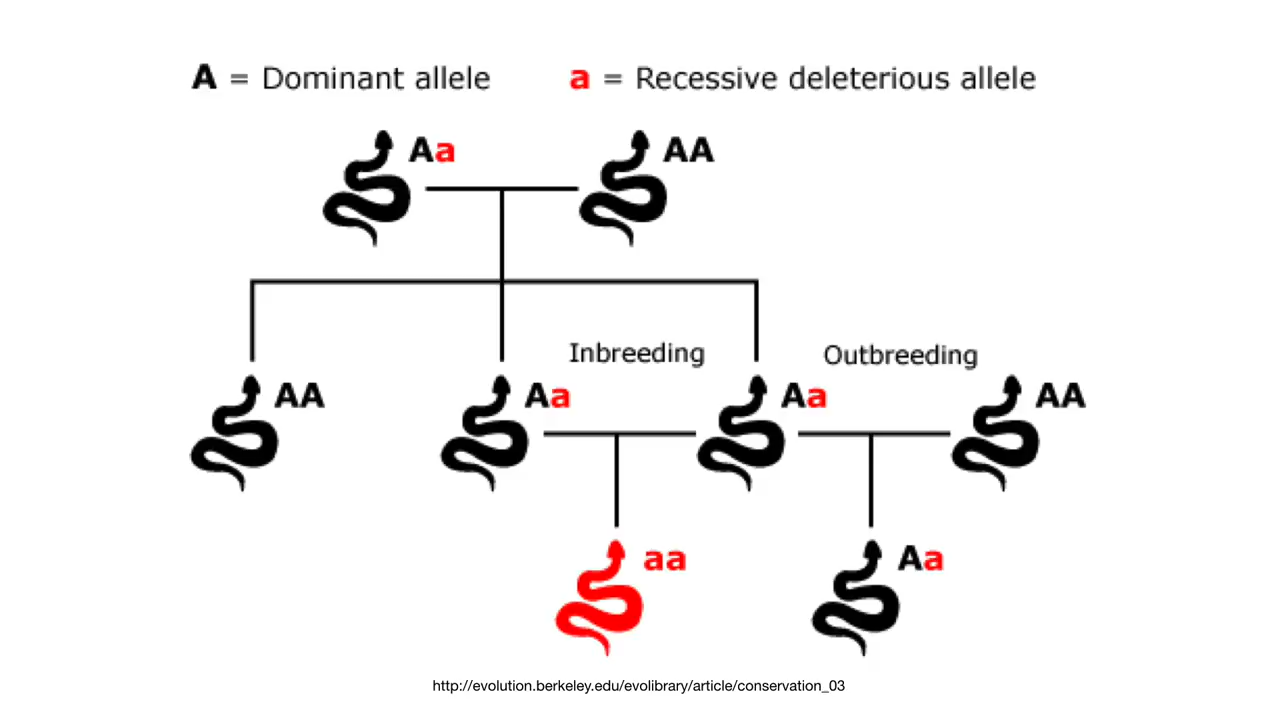 A = Dominant allele a = Recessive deleterious allele
Aa AA
Inbreeding Outbreeding
AA Aa Aa AA
aa Aa
http://evolution.berkeley.edu/evolibrary/article/conservation_03